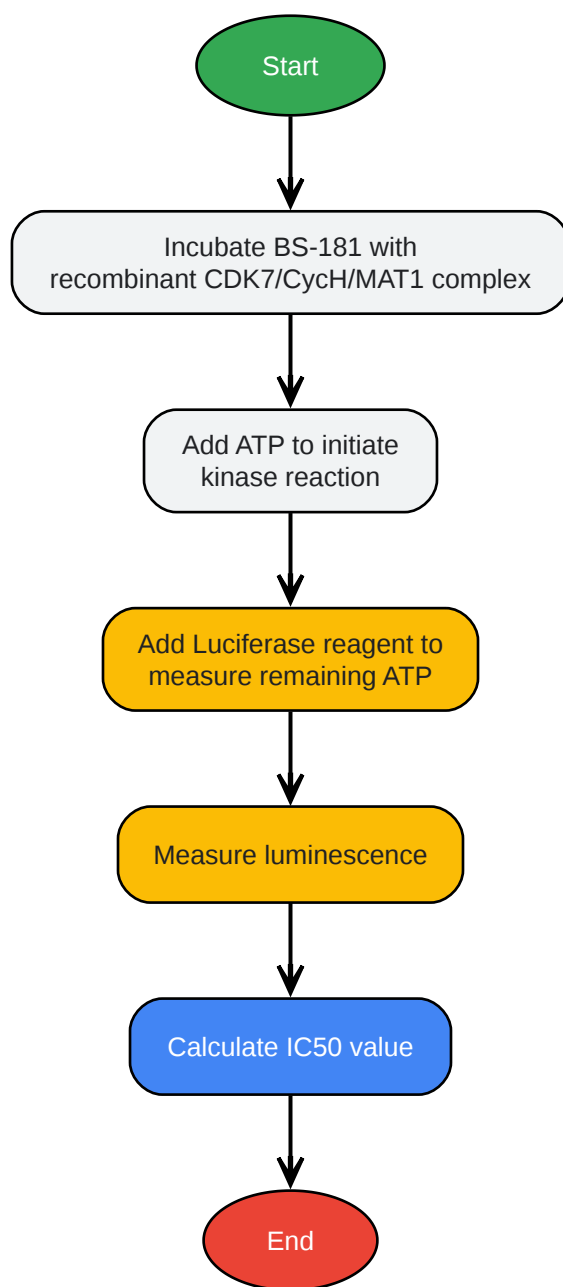 Start
Incubate BS-181 with
recombinant CDK7/CycH/MAT1 complex
Add ATP to initiate
kinase reaction
Add Luciferase reagent to
measure remaining ATP
Measure luminescence
Calculate IC50 value
End